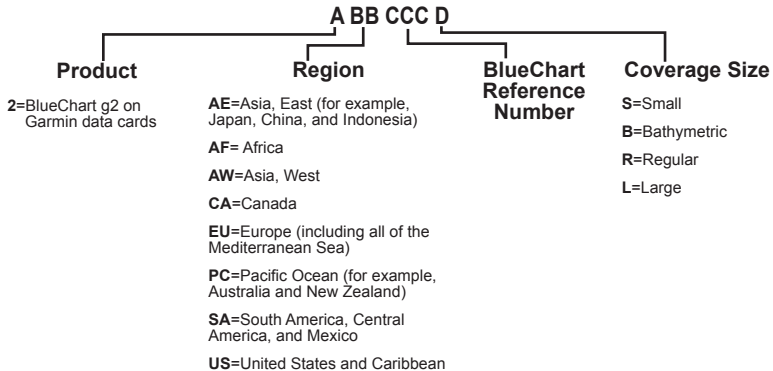 A BB CCC D
Product
2=BlueChart g2 on
Garmin data cards
Region
AE=Asia, East (for example,
Japan, China, and Indonesia)
AF= Africa
AW=Asia, West
CA=Canada
EU=Europe (including all of the
Mediterranean Sea)
PC=Pacific Ocean (for example,
Australia and New Zealand)
SA=South America, Central
America, and Mexico
US=United States and Caribbean
BlueChart
Reference
Number
Coverage Size
S=Small
B=Bathymetric
R=Regular
L=Large